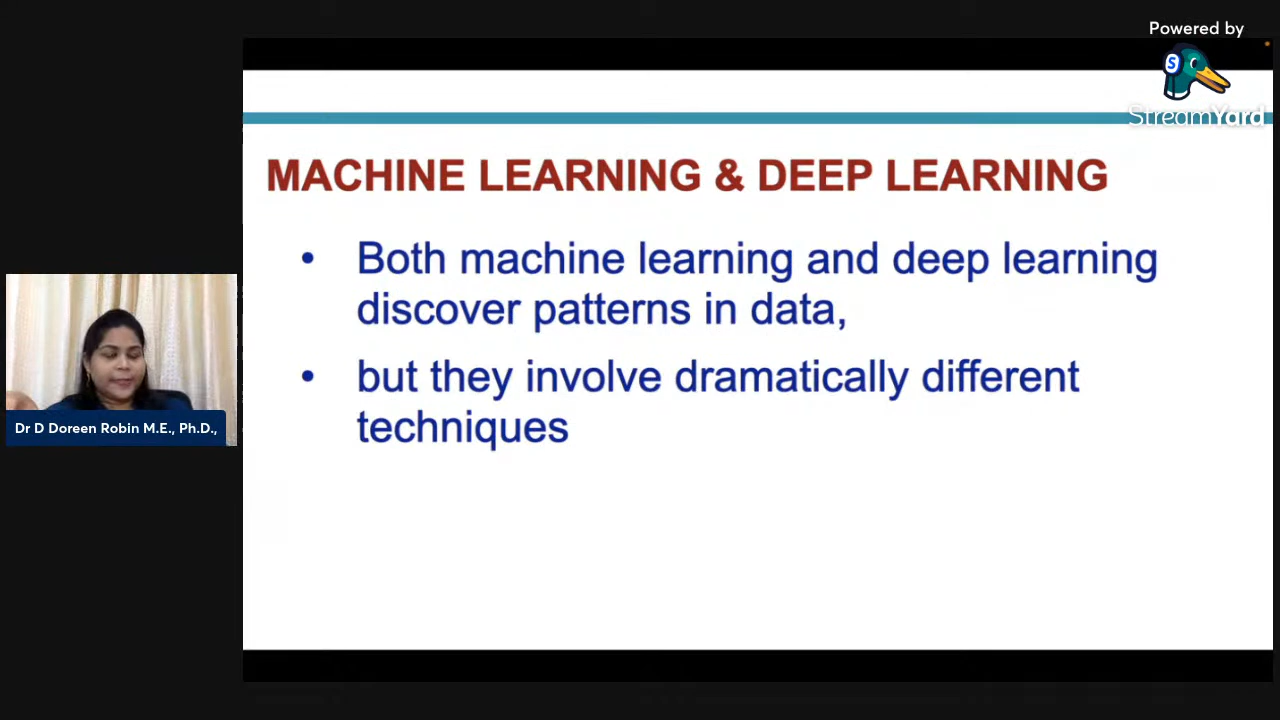 Powered by
StreamYard
MACHINE LEARNING & DEEP LEARNING
• Both machine learning and deep learning
discover patterns in data,
• but they involve dramatically different
techniques
Dr D Doreen Robin M.E., Ph.D.,
S